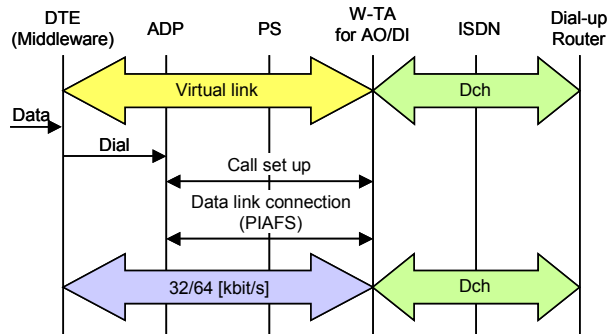 DTE
(Middleware)
ADP
PS
W-TA
for AO/DI
ISDN
Dial-up
Router
Virtual link
Dch
Data
Dial
Call set up
Data link connection
(PIAFS)
32/64 [kbit/s]
Dch